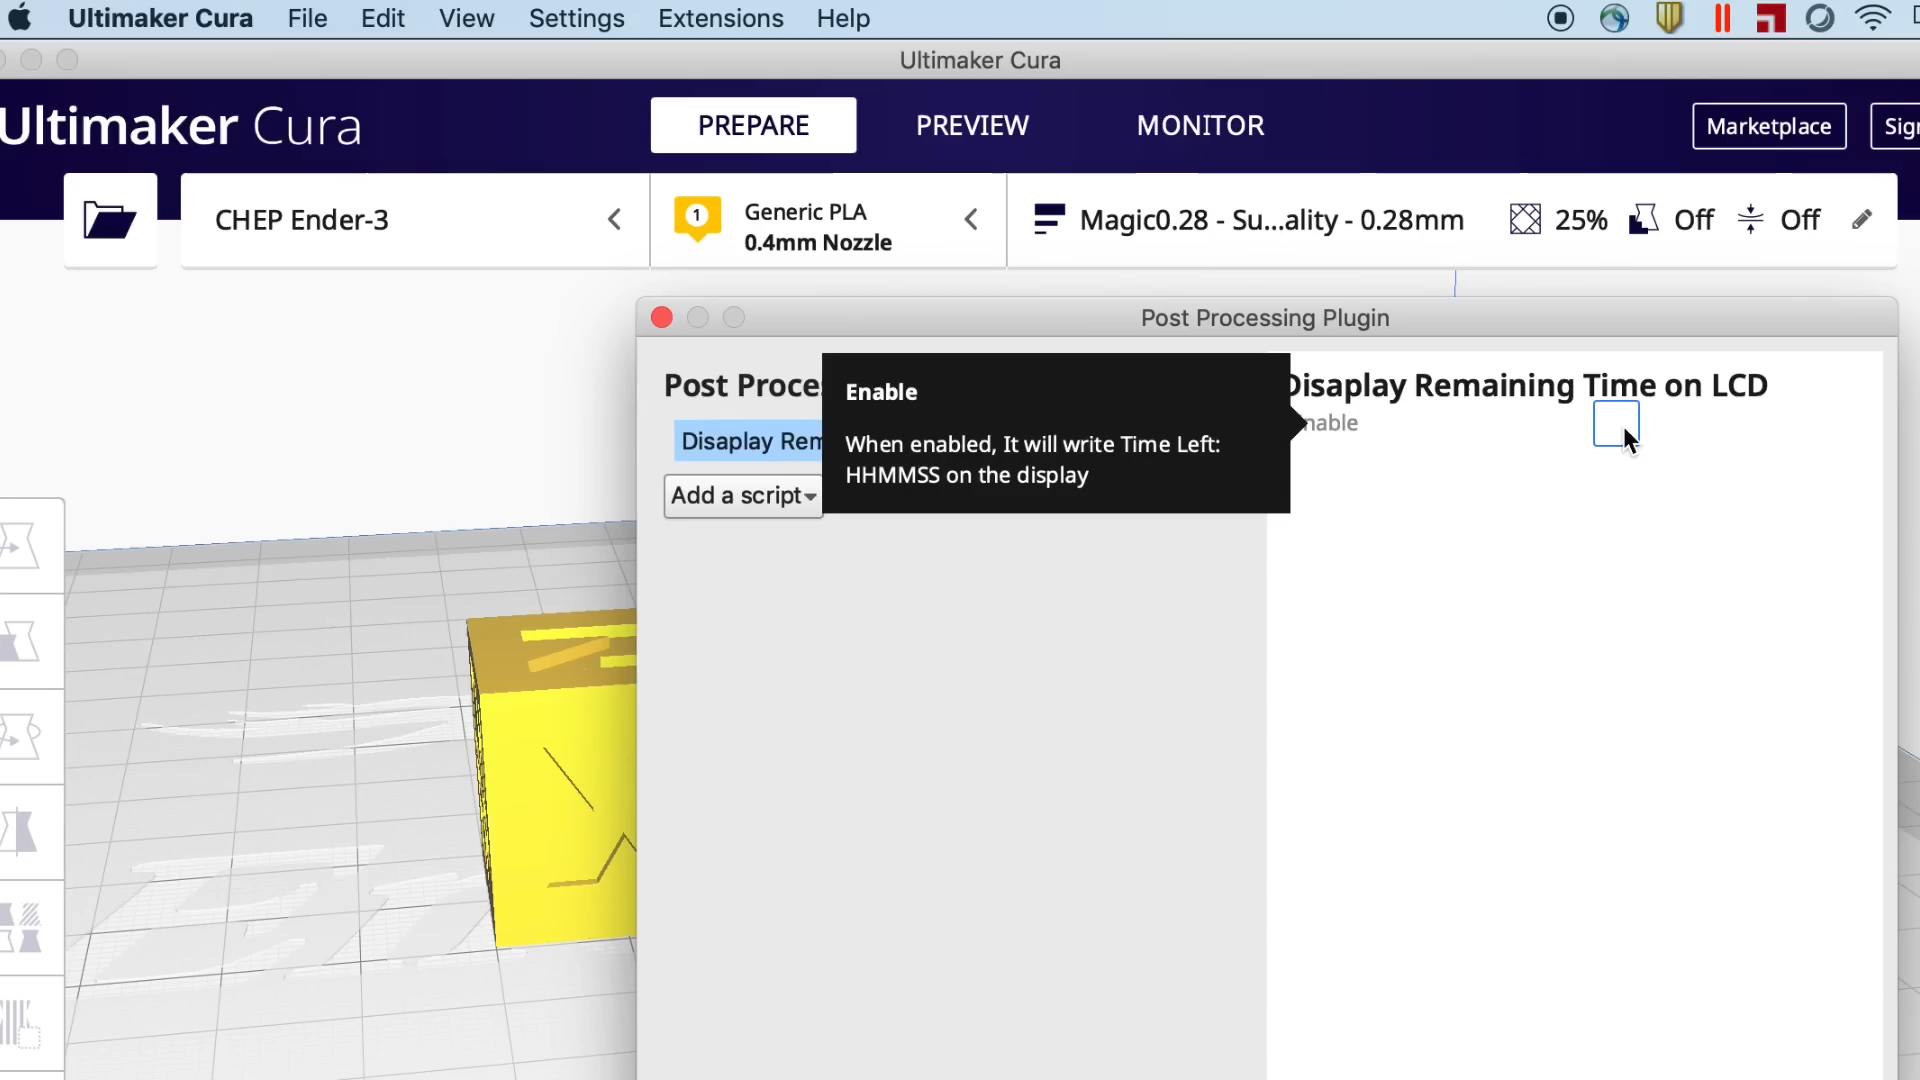 Ultimaker Cura File Edit View Settings Extensions Help
Ultimaker Cura
Ultimaker Cura PREPARE PREVIEW MONITOR Marketplace Sign
CHEP Ender-3
1 Generic PLA
0.4mm Nozzle
Magic0.28 - Su...ality - 0.28mm 25% Off Off
Post Processing Plugin
Post Proce
Disaplay Rem
Add a script
Enable
When enabled, It will write Time Left:
HHMMSS on the display
Disaplay Remaining Time on LCD
nable